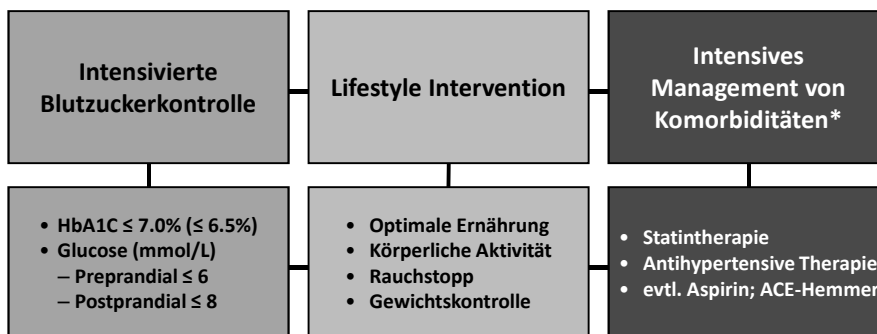 Intensivierte
Blutzuckerkontrolle
Lifestyle Intervention
Intensives
Management von
Komorbiditäten*
• HbA1C ≤ 7.0% (≤ 6.5%)
• Glucose (mmol/L)
– Preprandial ≤ 6
– Postprandial ≤ 8
• Optimale Ernährung
• Körperliche Aktivität
• Rauchstopp
• Gewichtskontrolle
• Statintherapie
• Antihypertensive Therapie
• evtl. Aspirin; ACE-Hemmer